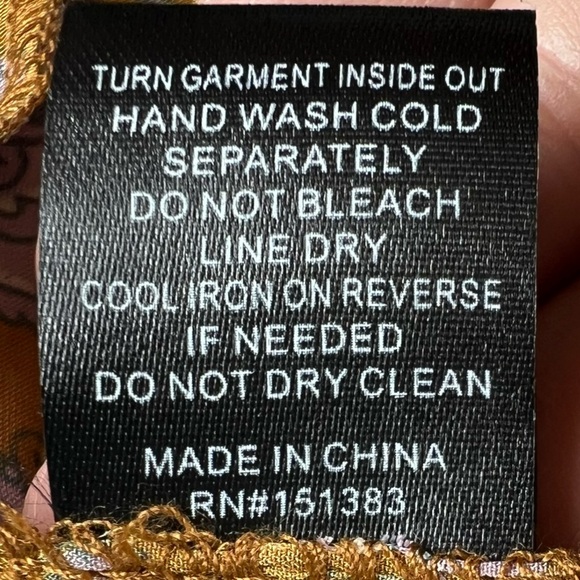 TURN GARMENT INSIDE OUT
HAND WASH COLD
SEPARATELY
DO NOT BLEACH
LINE DRY
COOL IRON ON REVERSE
IF NEEDED
DO NOT DRY CLEAN
MADE IN CHINA
RN#151383